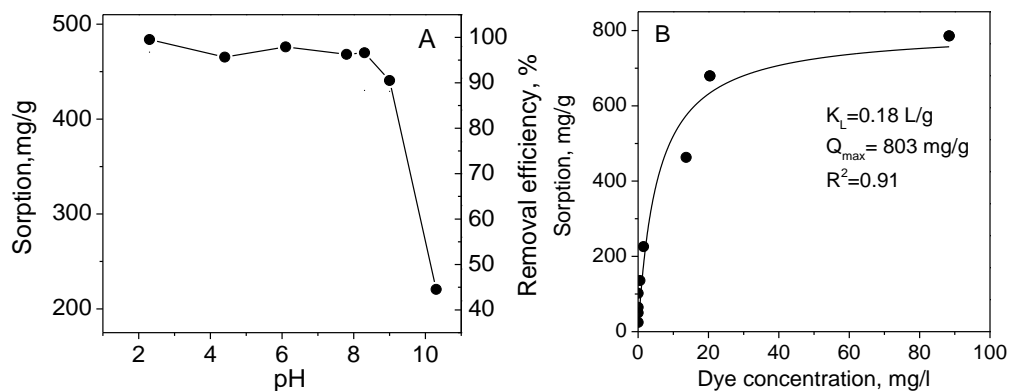 A
500
400
300
200
Sorption,mg/g
100
90
80
70
60
50
40
Removal efficiency, %
2 4 6 8 10
pH
B
800
600
400
200
0
Sorption, mg/g
K_L=0.18 L/g
Q_max= 803 mg/g
R^2=0.91
0 20 40 60 80 100
Dye concentration, mg/l